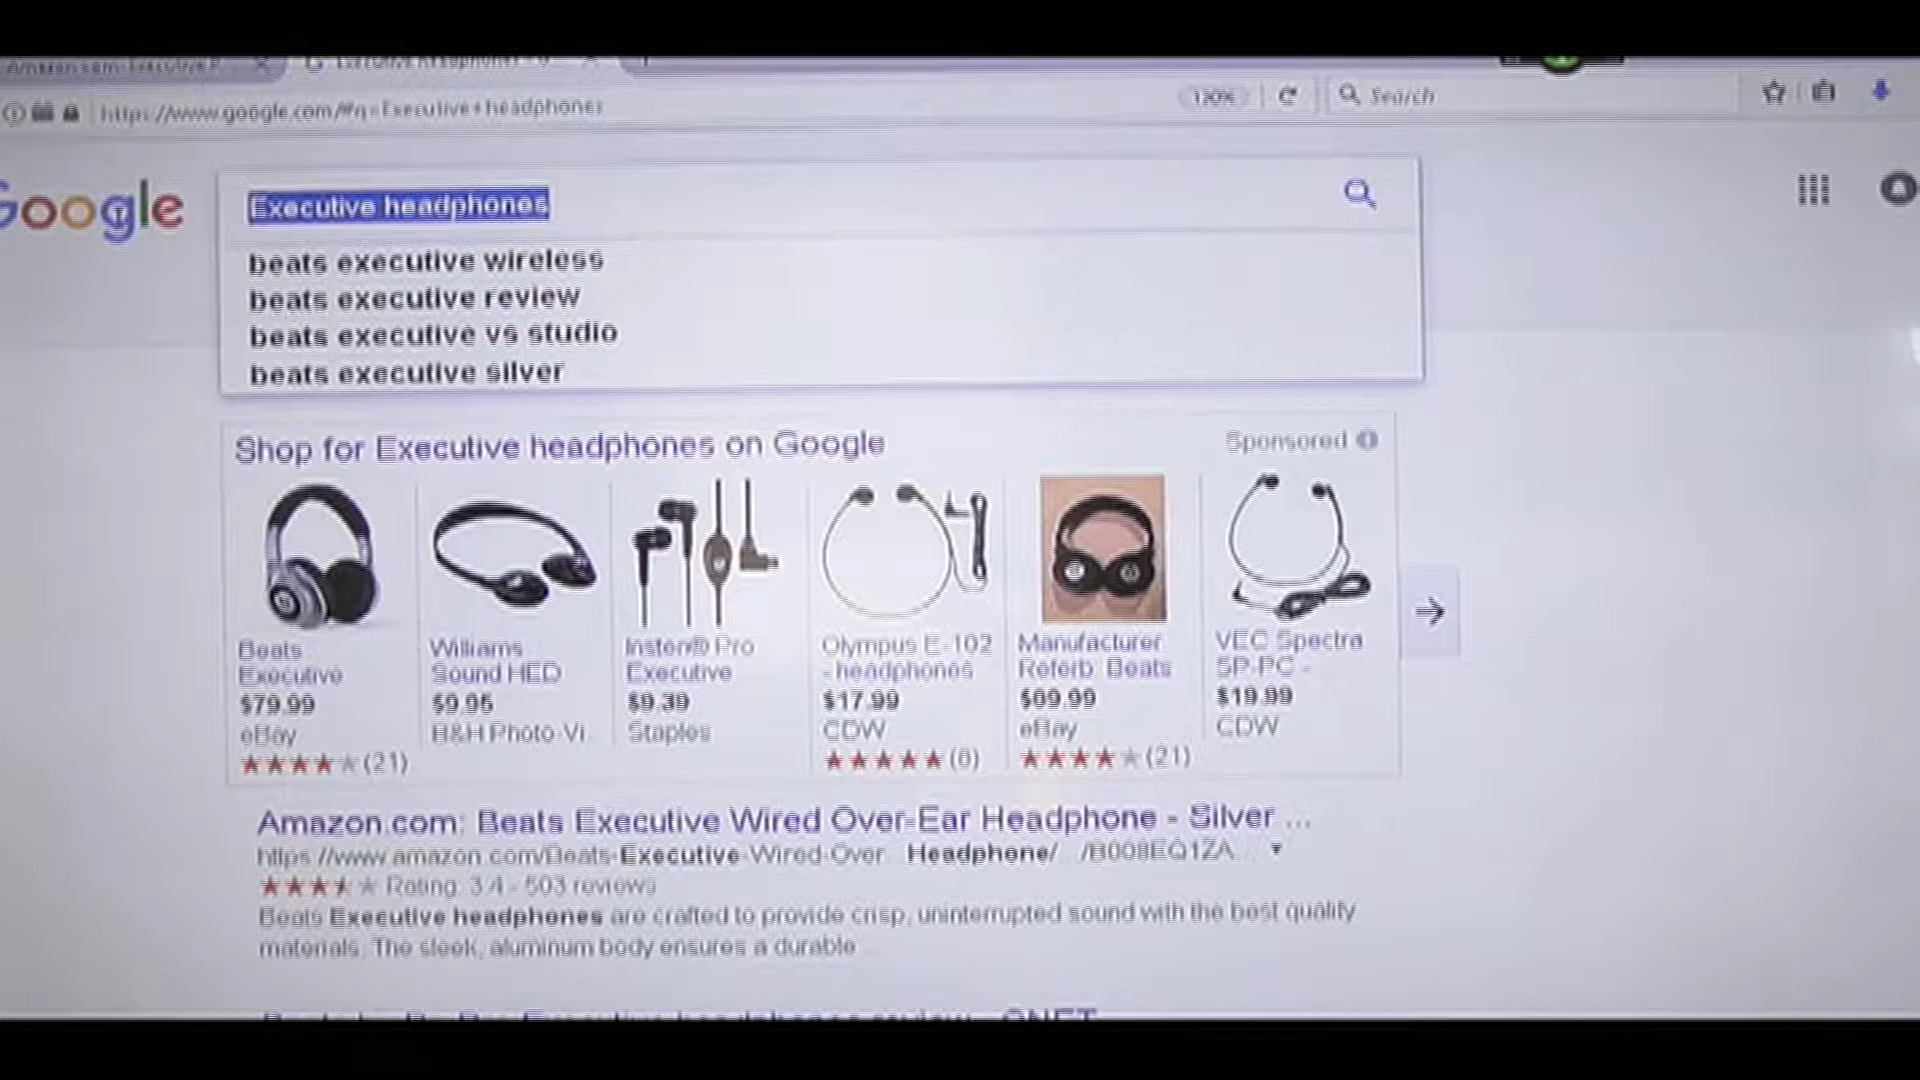 https://www.google.com/#q=Executive+headphones
120%
Search
Google
Executive headphones
beats executive wireless
beats executive review
beats executive vs studio
beats executive silver
Shop for Executive headphones on Google
Sponsored
Beats Executive
$79.99
eBay
(21)
Williams Sound HED
$9.95
B&H Photo-Vi
Insten® Pro Executive
$9.39
Staples
Olympus E-102 - headphones
$17.99
CDW
Manufacturer Referb. Beats
$69.99
eBay
(21)
VEC Spectra SP-PC -
$19.99
CDW
Amazon.com: Beats Executive Wired Over-Ear Headphone - Silver ...
https://www.amazon.com/Beats-Executive-Wired-Over... Headphone/.../B008EQ1ZA...
Rating: 3.4 - 503 reviews
Beats Executive headphones are crafted to provide crisp, uninterrupted sound with the best quality
materials. The sleek, aluminum body ensures a durable